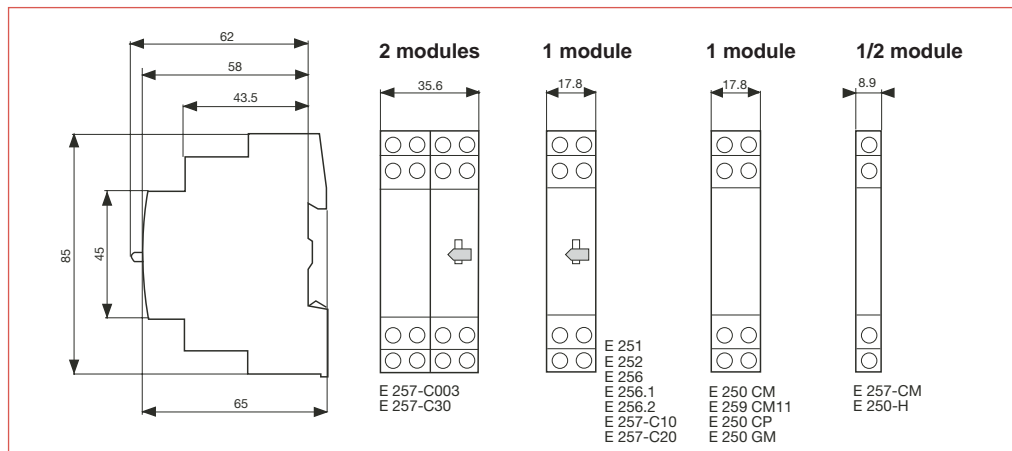 62
58
43.5
85
45
65
2 modules
35.6
E 257-C003
E 257-C30
1 module
17.8
E 251
E 252
E 256
E 256.1
E 256.2
E 257-C10
E 257-C20
1 module
17.8
E 250 CM
E 259 CM11
E 250 CP
E 250 GM
1/2 module
8.9
E 257-CM
E 250-H